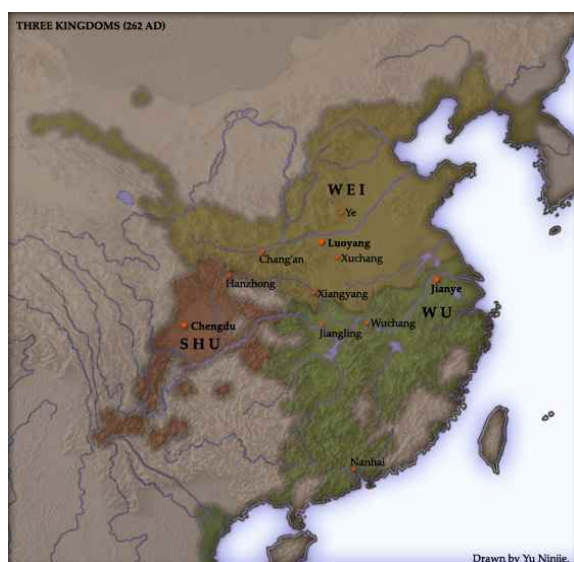 THREE KINGDOMS (262 AD)
WEI
Ye
Luoyang
Chang'an
Xuchang
Hanzhong
Xiangyang
Jianye
Chengdu
Jiangling
Wuchang
WU
SHU
Nanhai
Drawn by Yu Ninjie.